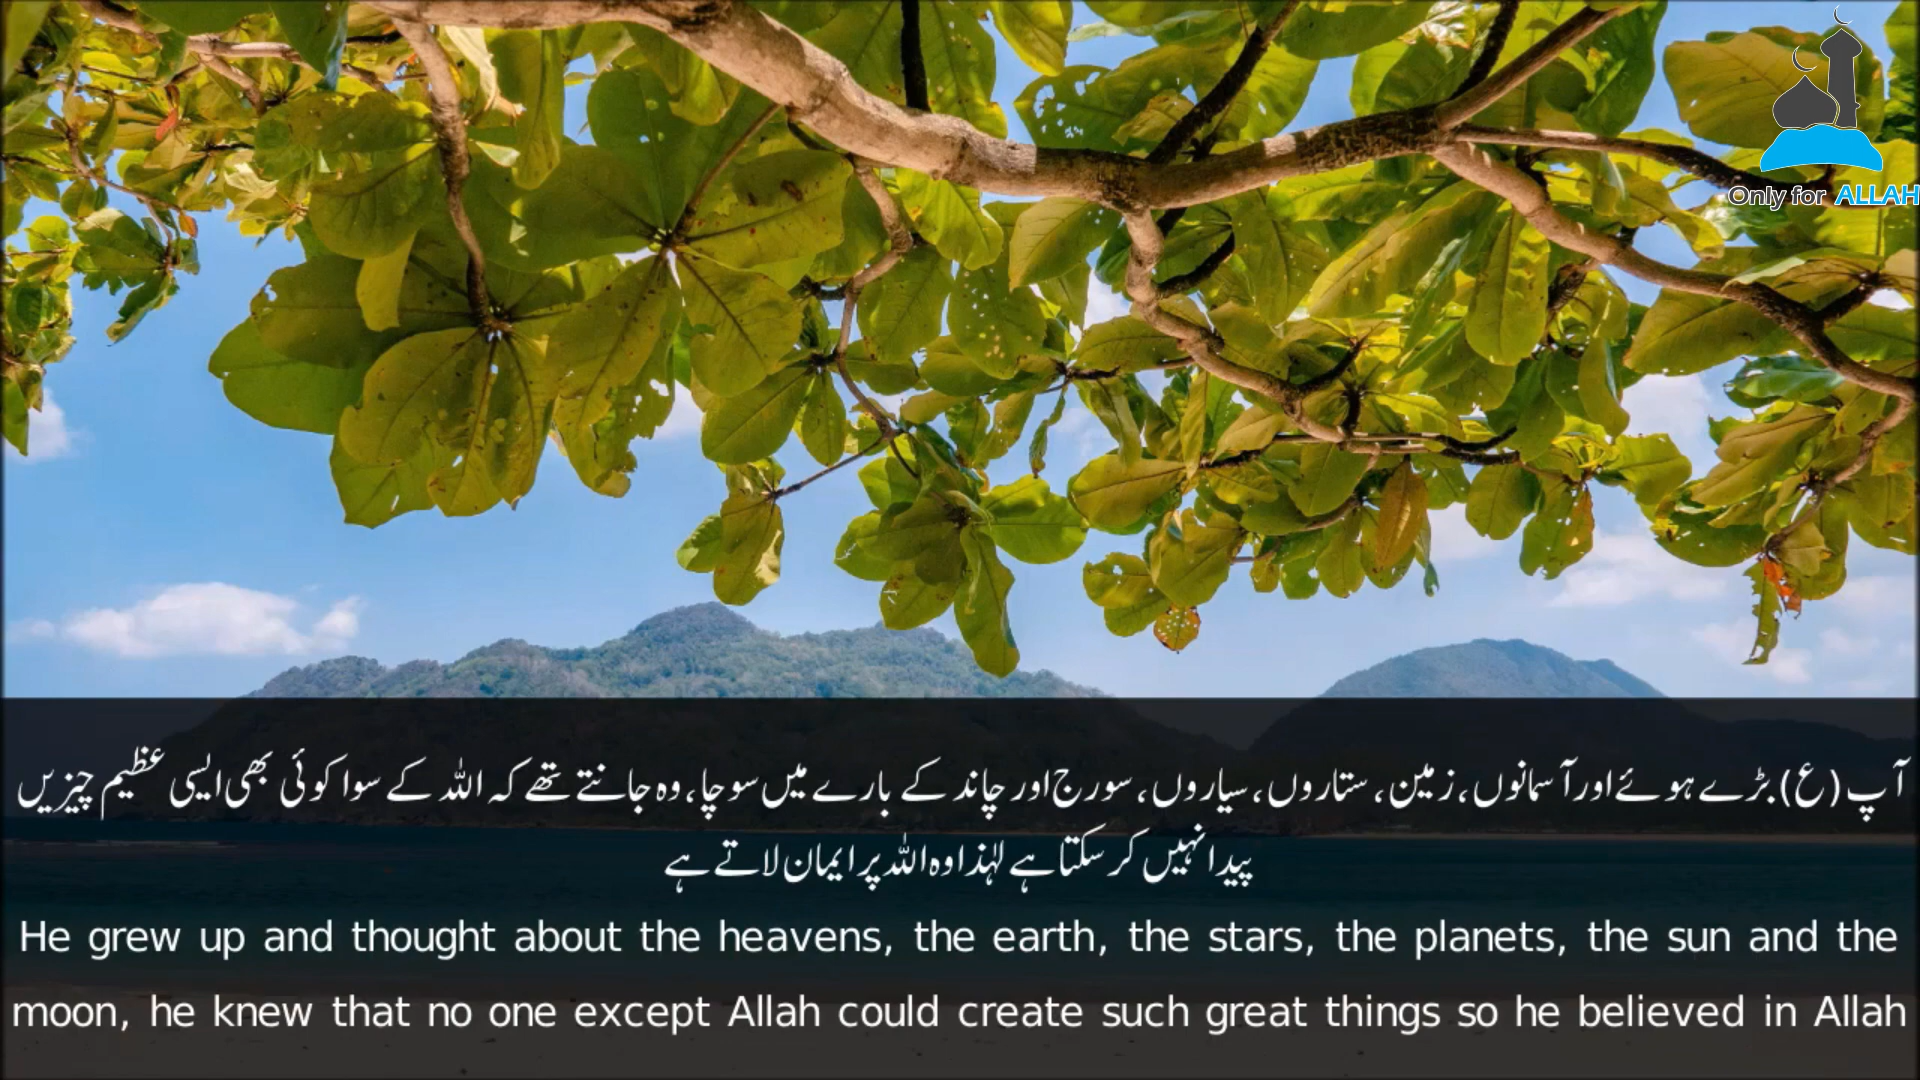 Only for ALLAH
آپ (ع) بڑے ہوئے اور آسمانوں، زمین، ستاروں، سیاروں، سورج اور چاند کے بارے میں سوچا، وہ جانتے تھے کہ اللہ کے سوا کوئی بھی ایسی عظیم چیزیں
پیدا نہیں کر سکتا ہے لہٰذا وہ اللہ پر ایمان لاتے ہے
He grew up and thought about the heavens, the earth, the stars, the planets, the sun and the
moon, he knew that no one except Allah could create such great things so he believed in Allah